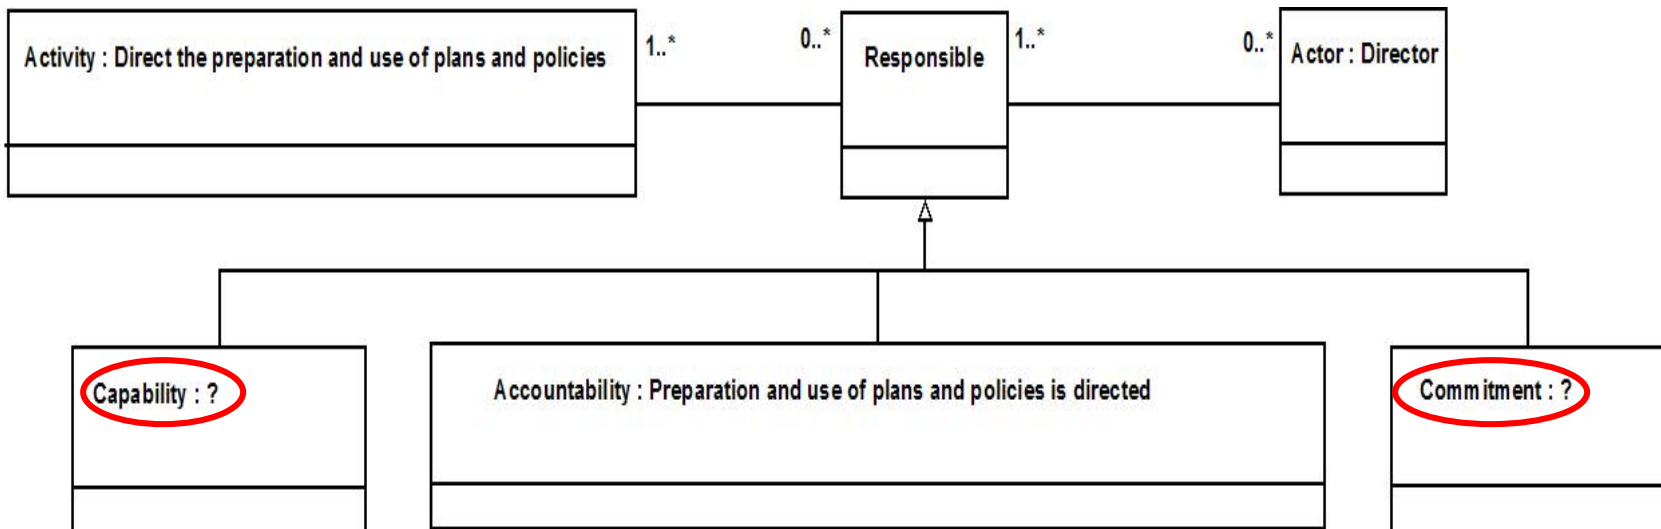 Activity : Direct the preparation and use of plans and policies
1..*
0..*
Responsible
1..*
0..*
Actor : Director
Capability : ?
Accountability : Preparation and use of plans and policies is directed
Commitment : ?